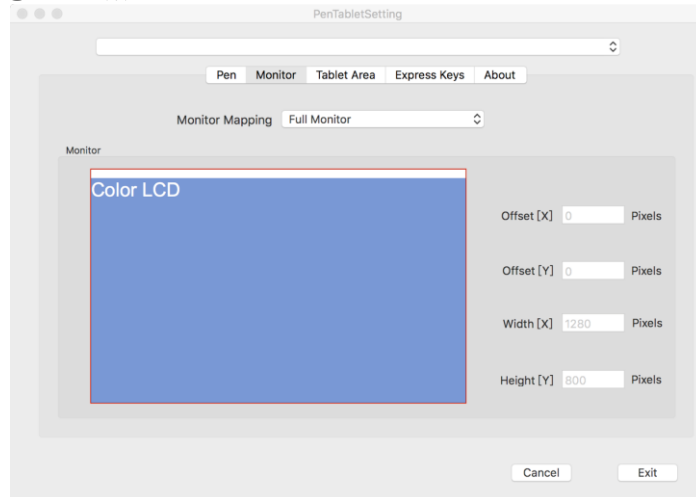 PenTabletSetting
Pen Monitor Tablet Area Express Keys About
Monitor Mapping Full Monitor
Monitor
Color LCD
Offset [X] 0 Pixels
Offset [Y] 0 Pixels
Width [X] 1280 Pixels
Height [Y] 800 Pixels
Cancel Exit